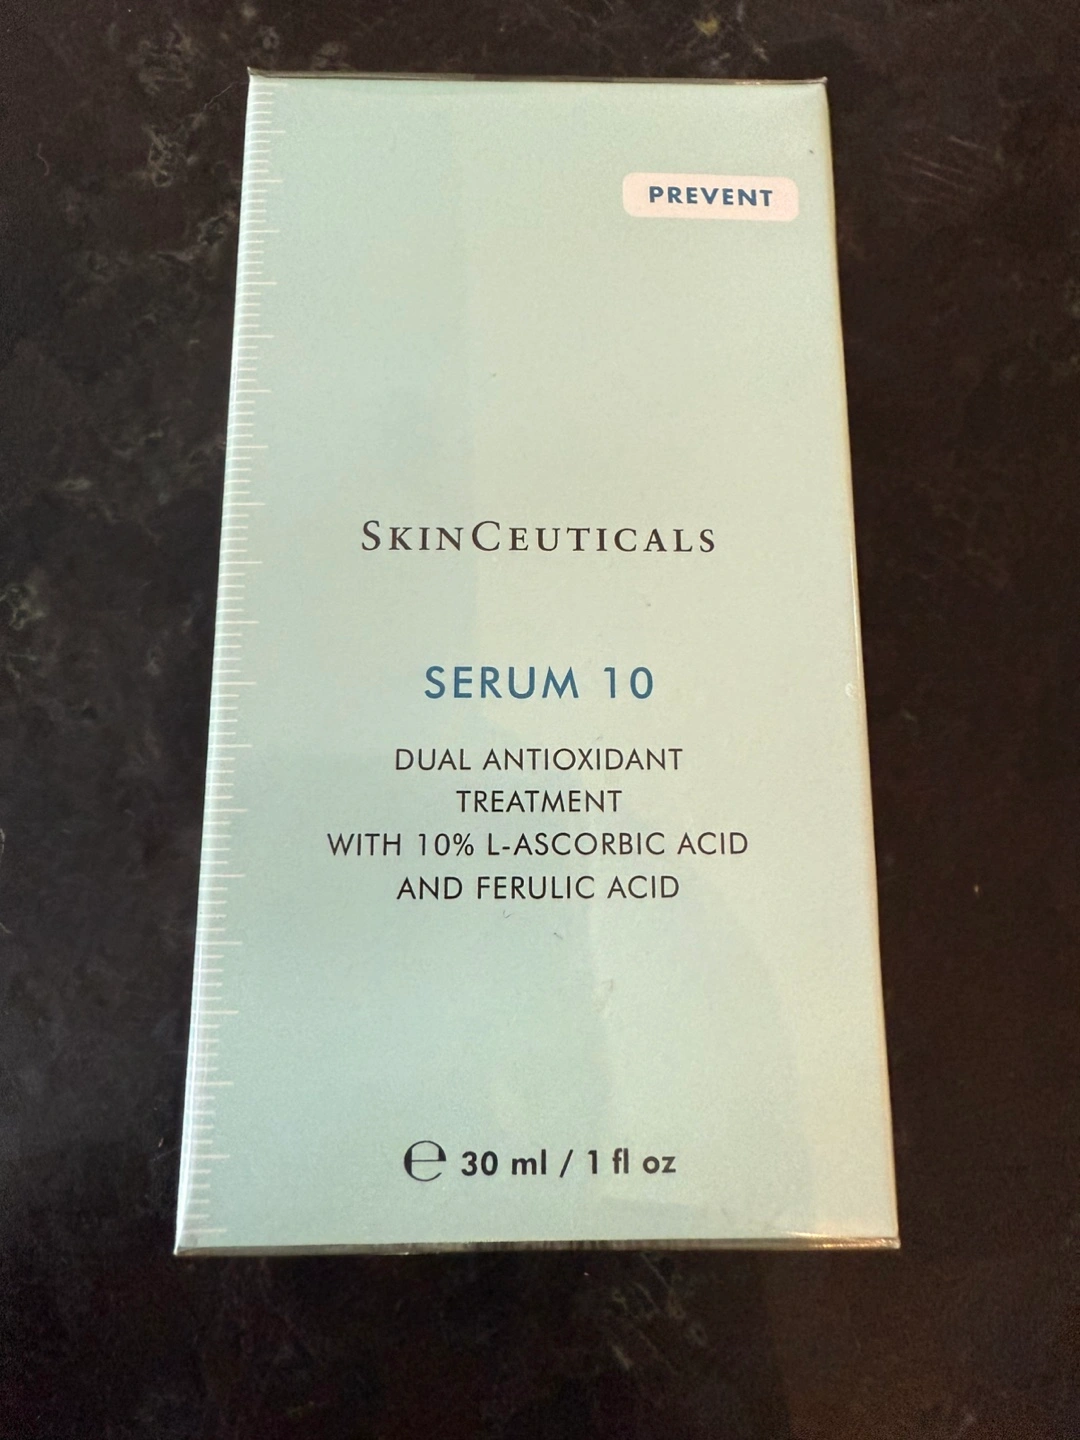 PREVENT
SKINCEUTICALS
SERUM 10
DUAL ANTIOXIDANT
TREATMENT
WITH 10% L-ASCORBIC ACID
AND FERULIC ACID
℮ 30 ml / 1 fl oz